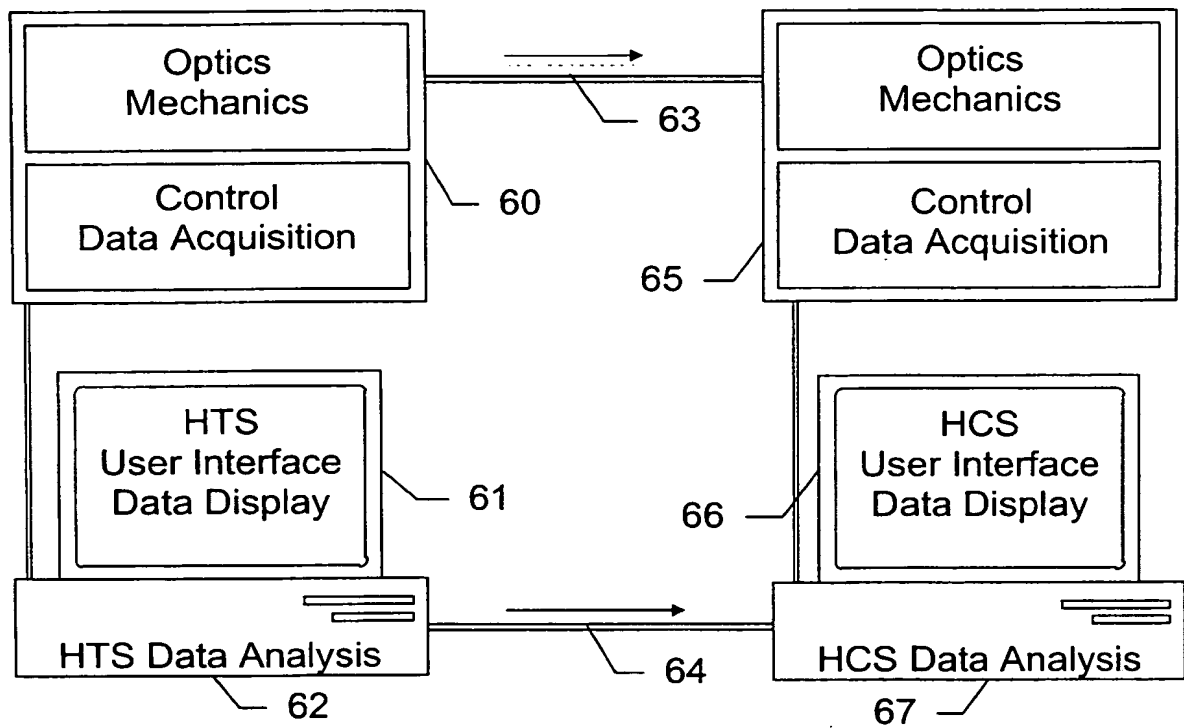 Optics
Mechanics
Control
Data Acquisition
60
63
Optics
Mechanics
Control
Data Acquisition
65
HTS
User Interface
Data Display
61
HTS Data Analysis
62
64
HCS
User Interface
Data Display
66
HCS Data Analysis
67